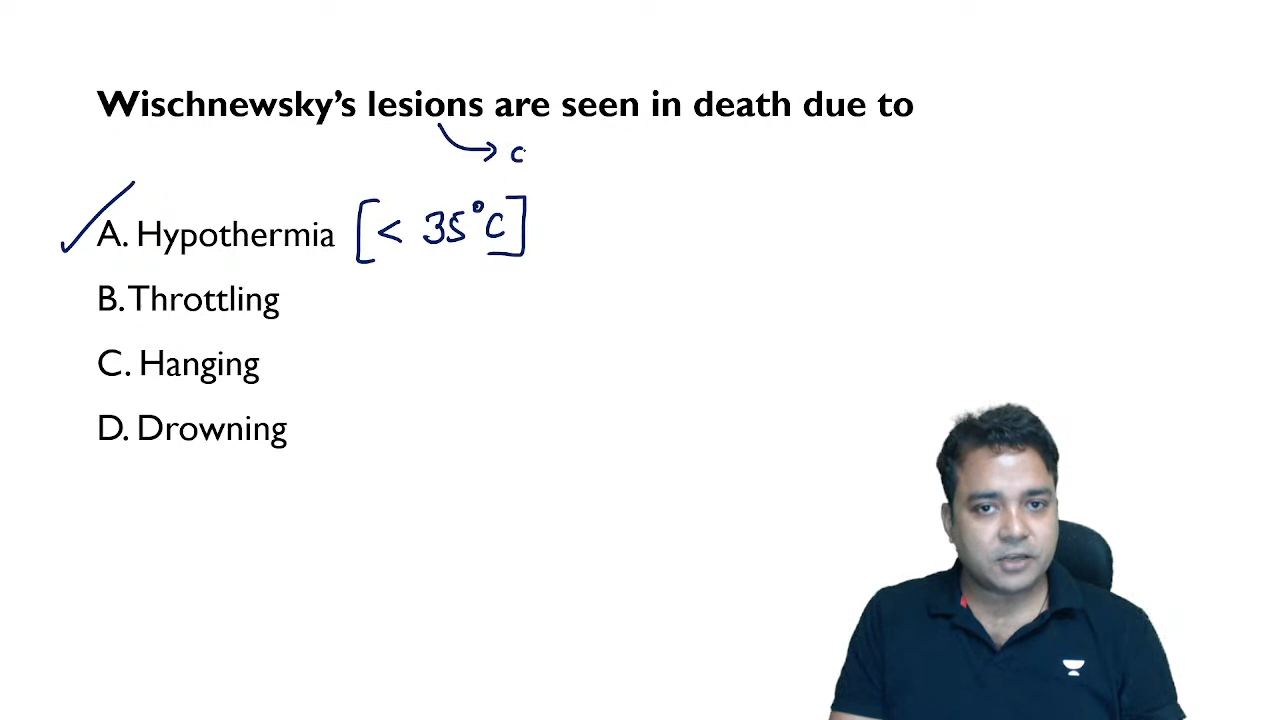 Wischnewsky's lesions are seen in death due to
c
A. Hypothermia [< 35°C]
B. Throttling
C. Hanging
D. Drowning